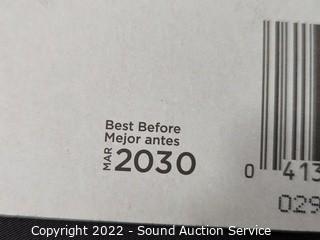 Best Before
Mejor antes
MAR 2030
0 413
029
Copyright 2022 - Sound Auction Service